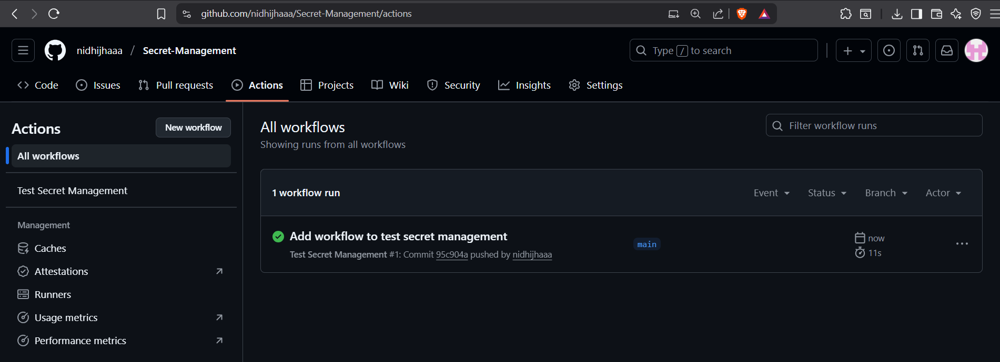 github.com/nidhijhaaa/Secret-Management/actions
nidhijhaaa / Secret-Management
Type / to search
Code Issues Pull requests Actions Projects Wiki Security Insights Settings
Actions
New workflow
All workflows
Test Secret Management
Management
Caches
Attestations
Runners
Usage metrics
Performance metrics
All workflows
Showing runs from all workflows
Filter workflow runs
1 workflow run
Event Status Branch Actor
Add workflow to test secret management
Test Secret Management #1: Commit 95c904a pushed by nidhijhaaa
main
now
11s